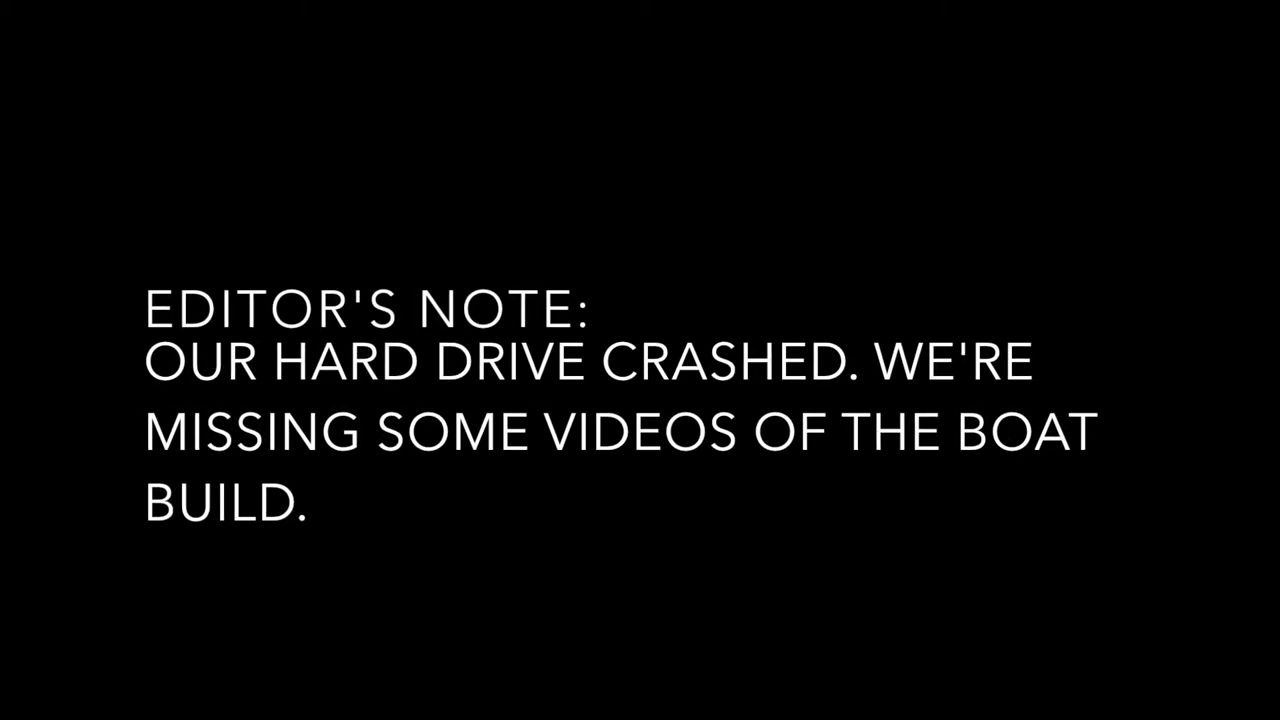 EDITOR'S NOTE:
OUR HARD DRIVE CRASHED. WE'RE
MISSING SOME VIDEOS OF THE BOAT
BUILD.